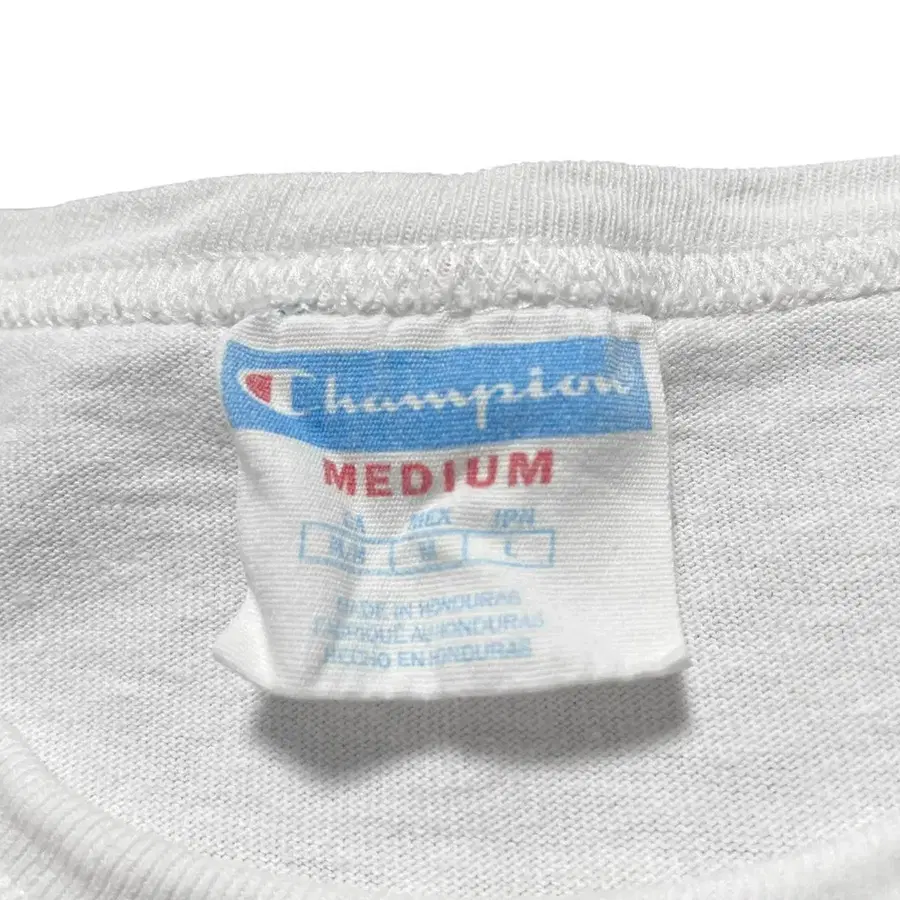 Champion
MEDIUM
CA MEX JPN
M M L
MADE IN HONDURAS
FABRIQUÉ AU HONDURAS
HECHO EN HONDURAS